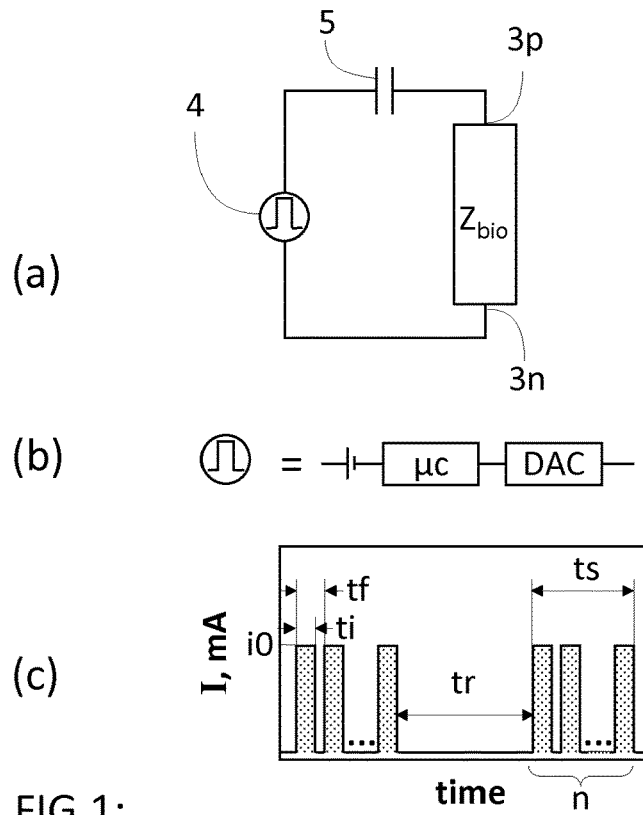 5
3p
4
Zbio
(a)
3n
(b)
= μc DAC
ts
tf
i0 ti
I, mA
(c)
tr
...
...
time
n
FIG 1: